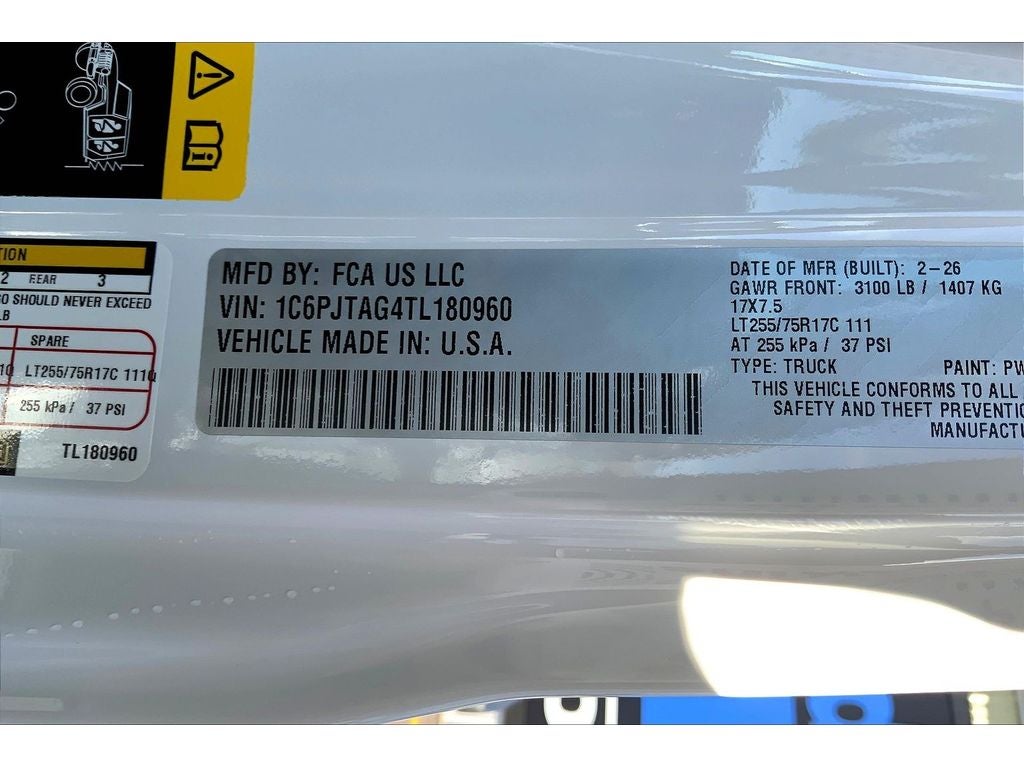 TION
2 REAR 3
GO SHOULD NEVER EXCEED
LB
SPARE
LT255/75R17C 111Q
255 kPa / 37 PSI
TL180960
MFD BY: FCA US LLC
VIN: 1C6PJTAG4TL180960
VEHICLE MADE IN: U.S.A.
DATE OF MFR (BUILT): 2-26
GAWR FRONT: 3100 LB / 1407 KG
17X7.5
LT255/75R17C 111
AT 255 kPa / 37 PSI
TYPE: TRUCK PAINT: PW
THIS VEHICLE CONFORMS TO ALL
SAFETY AND THEFT PREVENTIO
MANUFACTU